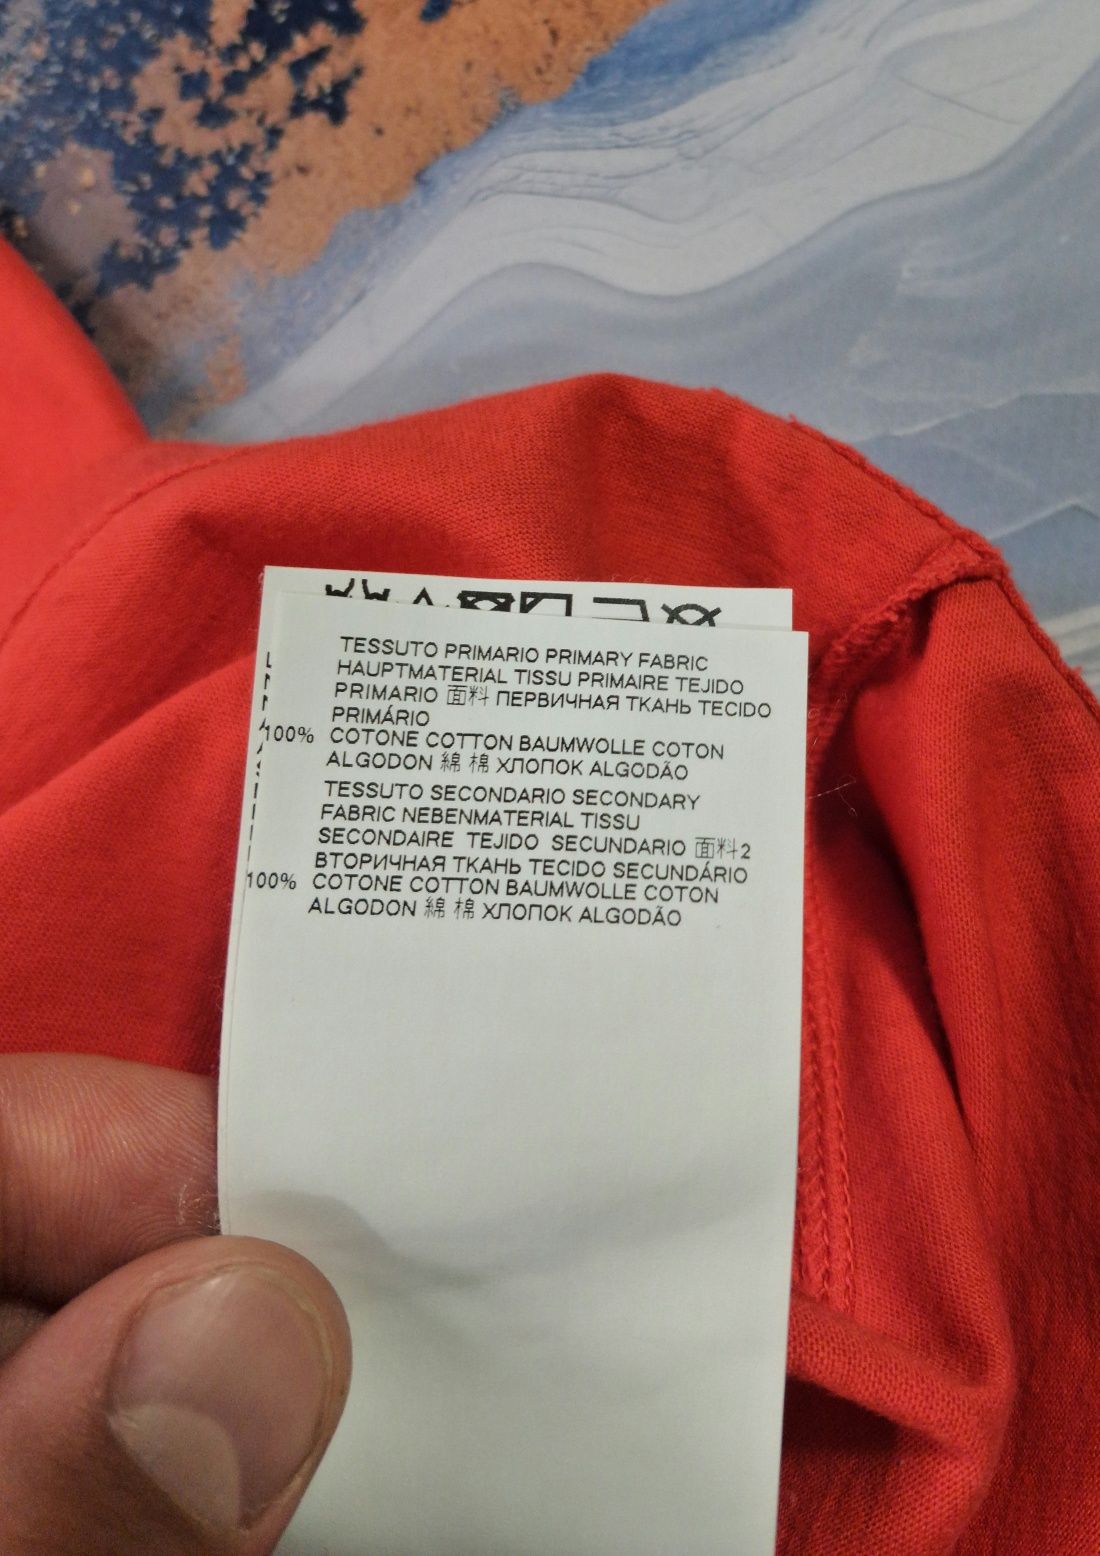 TESSUTO PRIMARIO PRIMARY FABRIC
HAUPTMATERIAL TISSU PRIMAIRE TEJIDO
PRIMARIO 面料 ПЕРВИЧНАЯ ТКАНЬ TECIDO
PRIMÁRIO
100% COTONE COTTON BAUMWOLLE COTON
ALGODON 綿 棉 ХЛОПОК ALGODÃO
TESSUTO SECONDARIO SECONDARY
FABRIC NEBENMATERIAL TISSU
SECONDAIRE TEJIDO SECUNDARIO 面料2
ВТОРИЧНАЯ ТКАНЬ TECIDO SECUNDÁRIO
100% COTONE COTTON BAUMWOLLE COTON
ALGODON 綿 棉 ХЛОПОК ALGODÃO